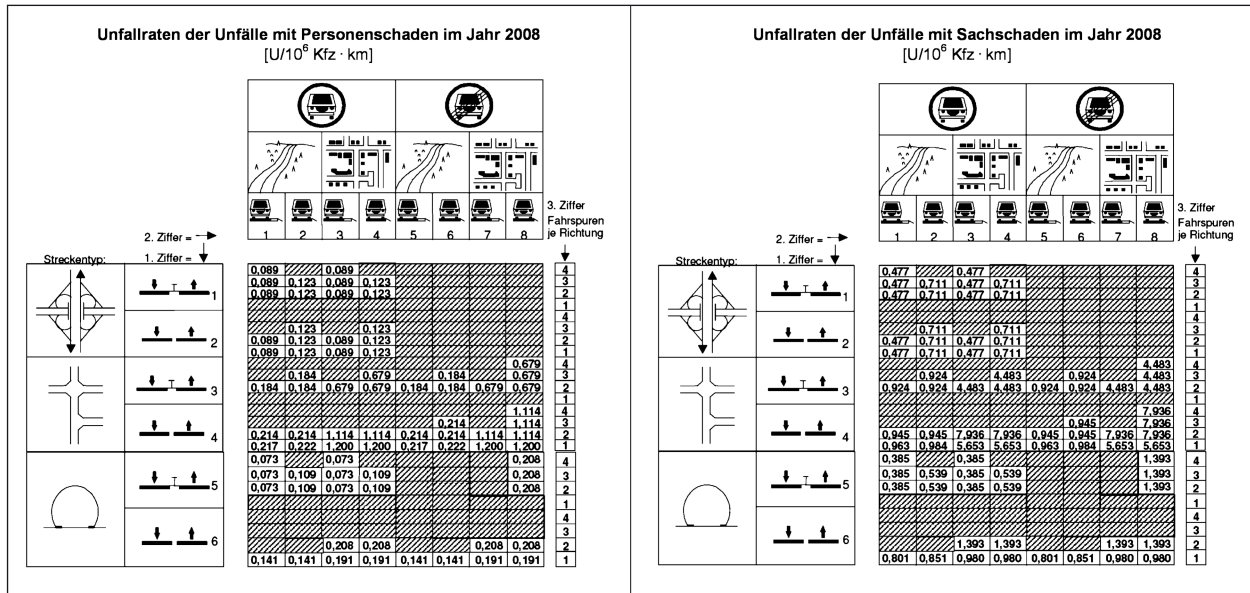 Unfallraten der Unfälle mit Personenschaden im Jahr 2008
[U/10⁶ Kfz · km]
3. Ziffer
Fahrspuren
je Richtung
1 2 3 4 5 6 7 8
2. Ziffer =
1. Ziffer =
Streckentyp:
0,089 0,089 4
0,089 0,123 0,089 0,123 3
1
0,089 0,123 0,089 0,123 2
1
4
0,123 0,123 3
2
0,089 0,123 0,089 0,123 2
0,089 0,123 0,089 0,123 1
0,679 4
0,184 0,679 0,184 0,679 3
3
0,184 0,184 0,679 0,679 0,184 0,184 0,679 0,679 2
1
1,114 4
0,214 1,114 3
4
0,214 0,214 1,114 1,114 0,214 0,214 1,114 1,114 2
0,217 0,222 1,200 1,200 0,217 0,222 1,200 1,200 1
0,073 0,073 0,208 4
0,073 0,109 0,073 0,109 0,208 3
5
0,073 0,109 0,073 0,109 0,208 2
1
4
3
6
0,208 0,208 0,208 0,208 2
0,141 0,141 0,191 0,191 0,141 0,141 0,191 0,191 1
Unfallraten der Unfälle mit Sachschaden im Jahr 2008
[U/10⁶ Kfz · km]
3. Ziffer
Fahrspuren
je Richtung
1 2 3 4 5 6 7 8
2. Ziffer =
1. Ziffer =
Streckentyp:
0,477 0,477 4
0,477 0,711 0,477 0,711 3
1
0,477 0,711 0,477 0,711 2
1
4
0,711 0,711 3
2
0,477 0,711 0,477 0,711 2
0,477 0,711 0,477 0,711 1
4,483 4
0,924 4,483 0,924 4,483 3
3
0,924 0,924 4,483 4,483 0,924 0,924 4,483 4,483 2
1
7,936 4
0,945 7,936 3
4
0,945 0,945 7,936 7,936 0,945 0,945 7,936 7,936 2
0,963 0,984 5,653 5,653 0,963 0,984 5,653 5,653 1
0,385 0,385 1,393 4
0,385 0,539 0,385 0,539 1,393 3
5
0,385 0,539 0,385 0,539 1,393 2
1
4
3
6
1,393 1,393 1,393 1,393 2
0,801 0,851 0,980 0,980 0,801 0,851 0,980 0,980 1